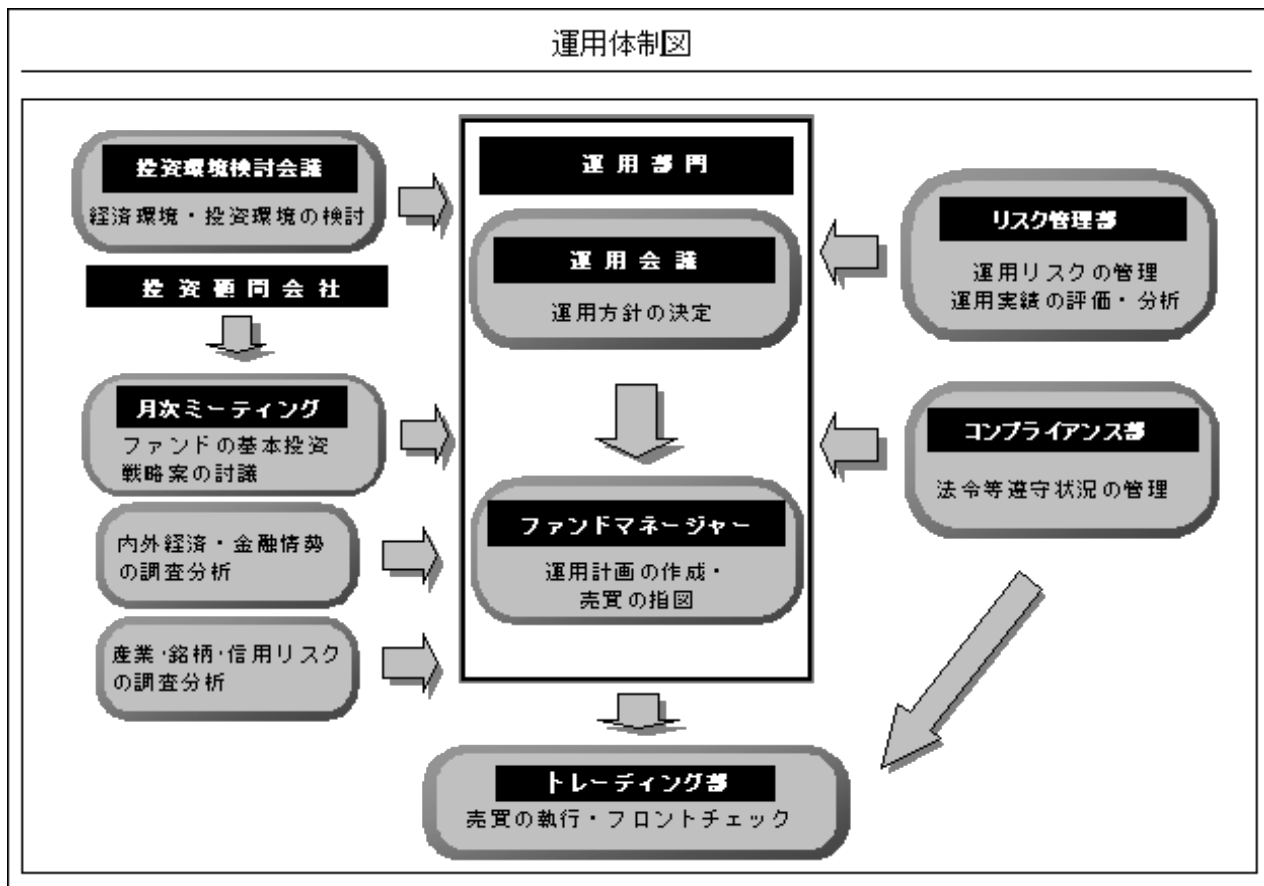 運用体制図
投資環境検討会議
経済環境・投資環境の検討
投資顧問会社
月次ミーティング
ファンドの基本投資
戦略案の討議
内外経済・金融情勢
の調査分析
産業・銘柄・信用リスク
の調査分析
運用部門
運用会議
運用方針の決定
ファンドマネージャー
運用計画の作成・
売買の指図
リスク管理部
運用リスクの管理
運用実績の評価・分析
コンプライアンス部
法令等遵守状況の管理
トレーディング部
売買の執行・フロントチェック